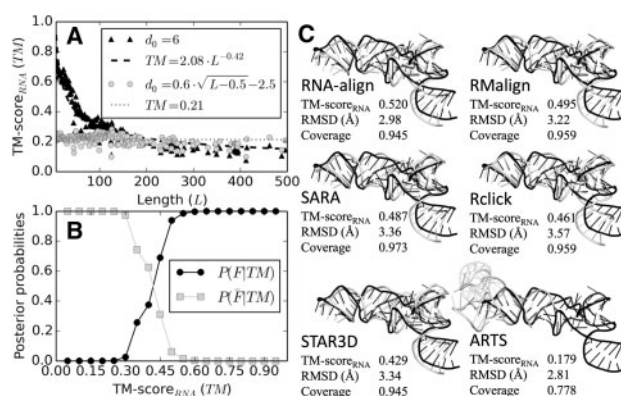 A
TM-score_RNA (TM)
1.0
0.8
0.6
0.4
0.2
0.0
d₀ = 6
TM = 2.08 · L^−0.42
d₀ = 0.6 · √L−0.5 − 2.5
TM = 0.21
100 200 300 400 500
Length (L)
B
Posterior probabilities
1.0
0.8
0.6
0.4
0.2
0.0
P(F|TM)
P(F̄|TM)
0.00 0.15 0.30 0.45 0.60 0.75 0.90
TM-score_RNA (TM)
C
RNA-align
TM-score_RNA 0.520
RMSD (Å) 2.98
Coverage 0.945
RMalign
TM-score_RNA 0.495
RMSD (Å) 3.22
Coverage 0.959
SARA
TM-score_RNA 0.487
RMSD (Å) 3.36
Coverage 0.973
Rclick
TM-score_RNA 0.461
RMSD (Å) 3.57
Coverage 0.959
STAR3D
TM-score_RNA 0.429
RMSD (Å) 3.34
Coverage 0.945
ARTS
TM-score_RNA 0.179
RMSD (Å) 2.81
Coverage 0.778